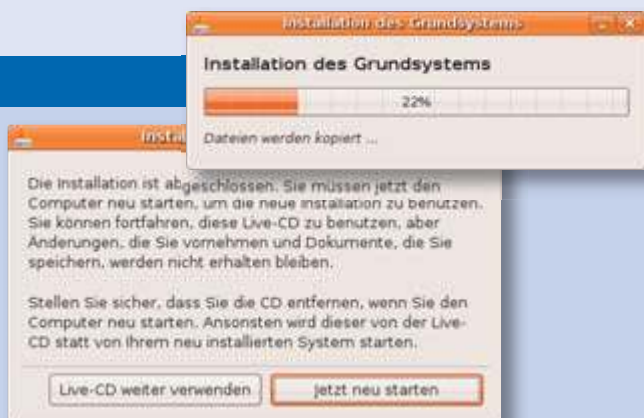 Installation des Grundsystems
Installation des Grundsystems
22%
Dateien werden kopiert ...
Die Installation ist abgeschlossen. Sie müssen jetzt den
Computer neu starten, um die neue Installation zu benutzen.
Sie können fortfahren, diese Live-CD zu benutzen, aber
Änderungen, die Sie vornehmen und Dokumente, die Sie
speichern, werden nicht erhalten bleiben.
Stellen Sie sicher, dass Sie die CD entfernen, wenn Sie den
Computer neu starten. Ansonsten wird dieser von der Live-
CD statt von Ihrem neu installierten System starten.
Live-CD weiter verwenden
Jetzt neu starten